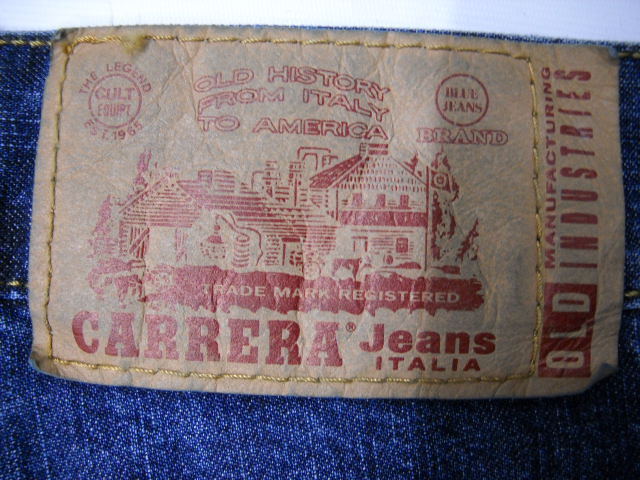 THE LEGEND
CULT
EQUIPT
EST. 1965
OLD HISTORY
FROM ITALY
TO AMERICA
BLUE
JEANS
BRAND
TRADE MARK REGISTERED
CARRERA® Jeans
ITALIA
OLD INDUSTRIES
MANUFACTURING